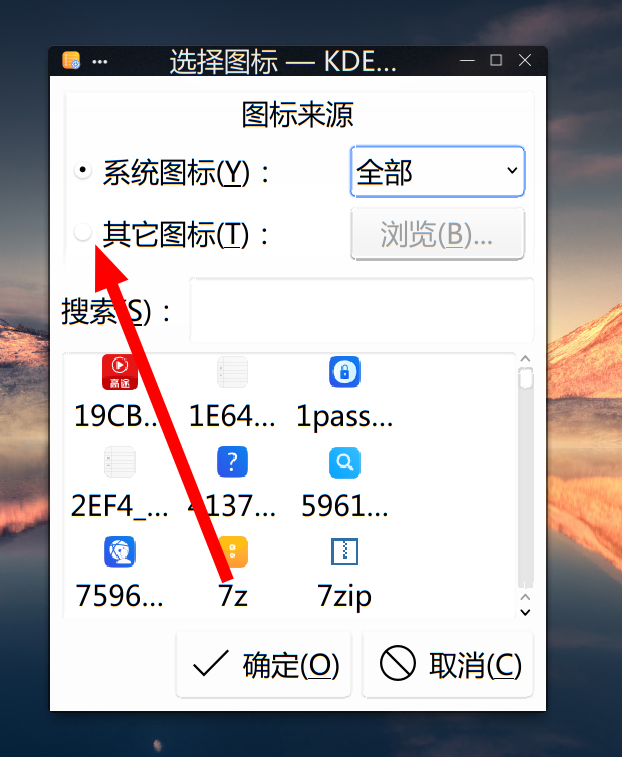 选择图标 — KDE...
图标来源
系统图标(Y)：
全部
其它图标(T)：
浏览(B)...
搜索(S)：
高途
19CB...
1E64...
1pass...
2EF4_...
4137...
5961...
7596...
7z
7zip
确定(O)
取消(C)